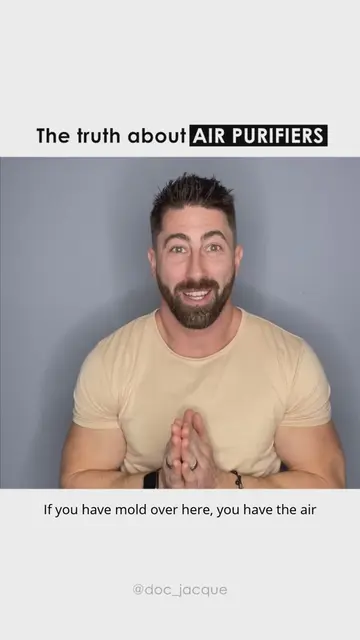 The truth about AIR PURIFIERS
If you have mold over here, you have the air
@doc_jacque